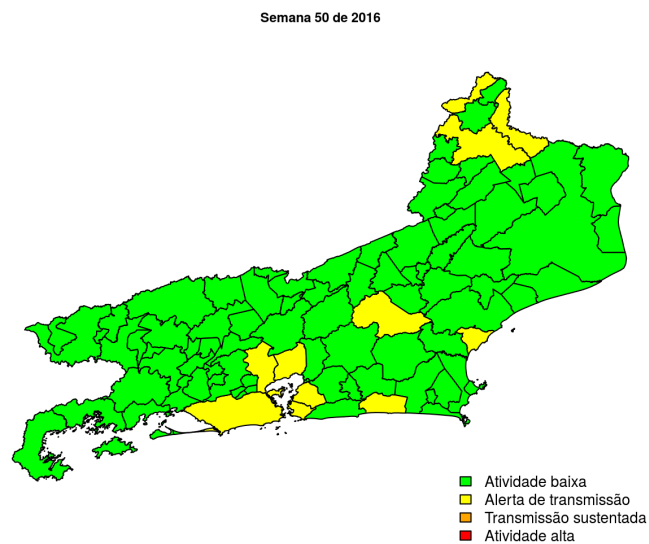 Semana 50 de 2016
Atividade baixa
Alerta de transmissão
Transmissão sustentada
Atividade alta